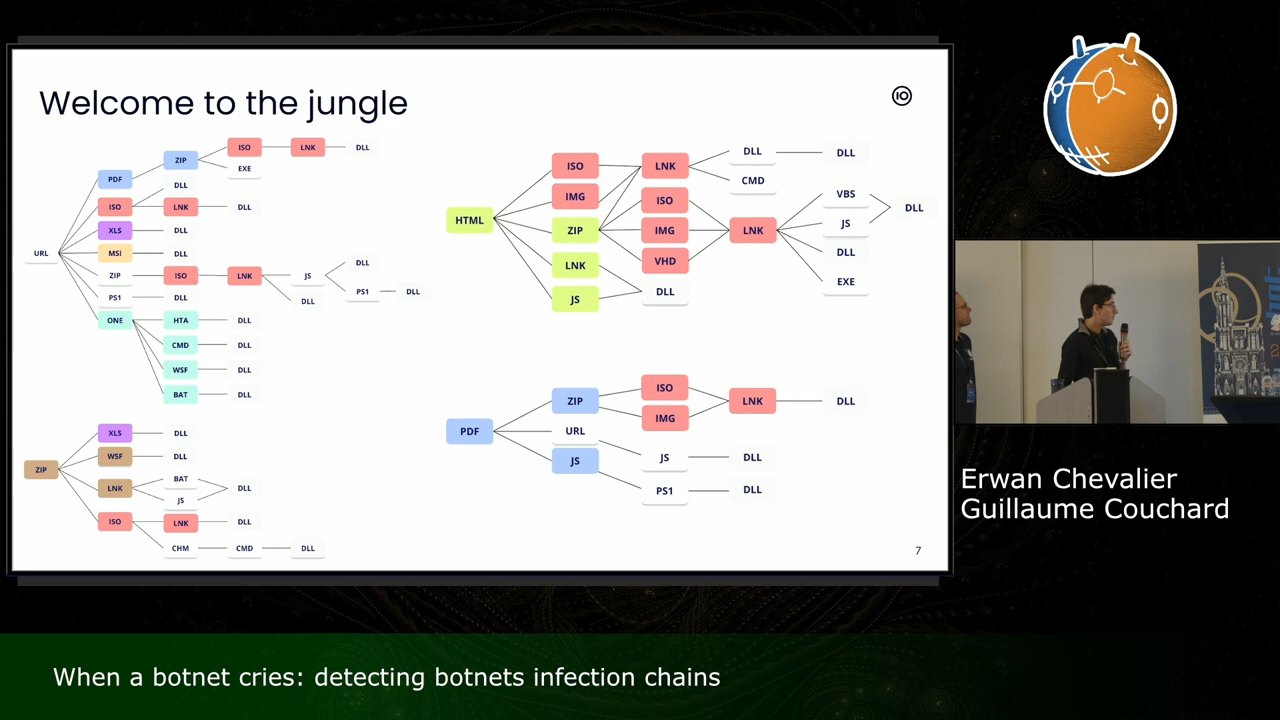 Welcome to the jungle
IO
URL
PDF
ZIP
ISO
LNK
DLL
EXE
DLL
ISO
LNK
DLL
XLS
DLL
MSI
DLL
ZIP
ISO
LNK
JS
DLL
PS1
DLL
DLL
PS1
DLL
ONE
HTA
DLL
CMD
DLL
WSF
DLL
BAT
DLL
ZIP
XLS
DLL
WSF
DLL
LNK
BAT
JS
DLL
ISO
LNK
DLL
CHM
CMD
DLL
HTML
ISO
IMG
ZIP
LNK
JS
LNK
ISO
IMG
VHD
DLL
DLL
CMD
LNK
DLL
VBS
JS
DLL
EXE
DLL
PDF
ZIP
URL
JS
ISO
IMG
LNK
DLL
JS
DLL
PS1
DLL
7
Erwan Chevalier
Guillaume Couchard
When a botnet cries: detecting botnets infection chains